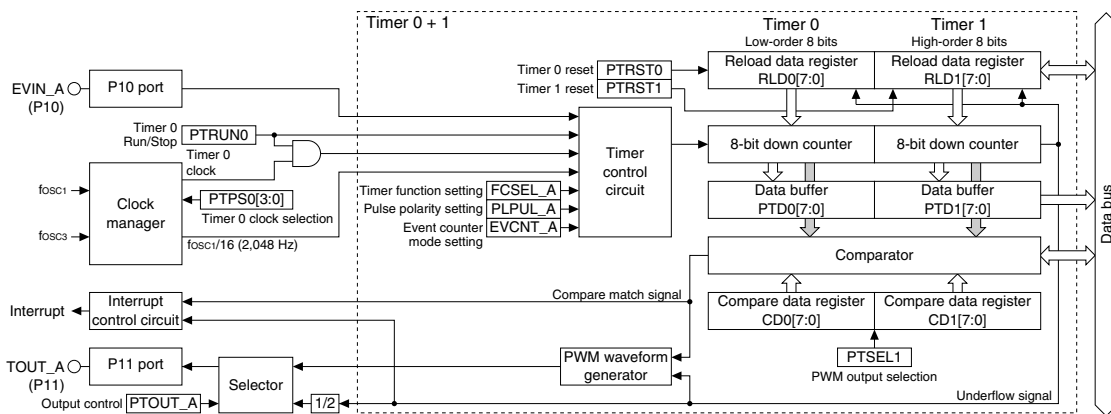 Timer 0 + 1
Timer 0
Low-order 8 bits
Timer 1
High-order 8 bits
Reload data register
RLD0[7:0]
Reload data register
RLD1[7:0]
Timer 0 reset
PTRST0
Timer 1 reset
PTRST1
EVIN_A
(P10)
P10 port
Timer 0
Run/Stop
PTRUN0
Timer 0
clock
8-bit down counter
8-bit down counter
Timer
control
circuit
fOSC1
fOSC3
Clock
manager
PTPS0[3:0]
Timer 0 clock selection
fOSC1/16 (2,048 Hz)
Timer function setting
FCSEL_A
Pulse polarity setting
PLPUL_A
Event counter
mode setting
EVCNT_A
Data buffer
PTD0[7:0]
Data buffer
PTD1[7:0]
Comparator
Compare match signal
Compare data register
CD0[7:0]
Compare data register
CD1[7:0]
Interrupt
Interrupt
control circuit
PTSEL1
PWM output selection
TOUT_A
(P11)
P11 port
Selector
PWM waveform
generator
Output control
PTOUT_A
1/2
Underflow signal
Data bus